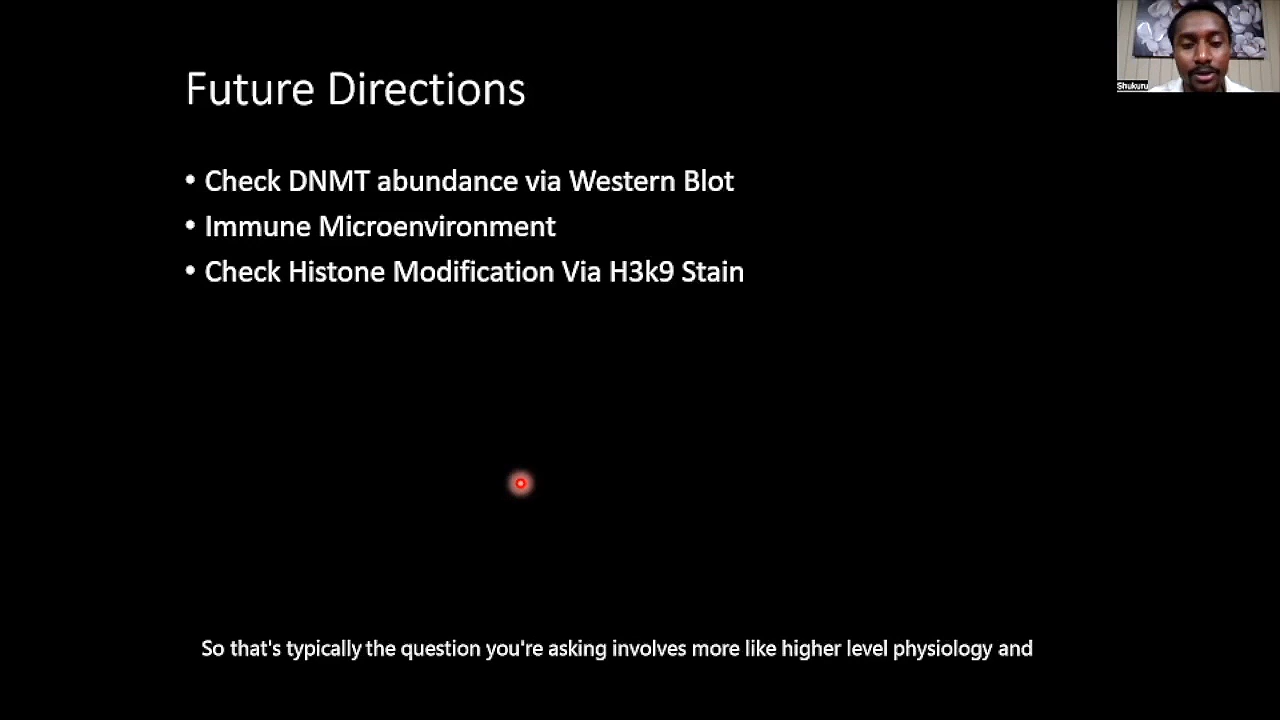 Future Directions
Shukuru
• Check DNMT abundance via Western Blot
• Immune Microenvironment
• Check Histone Modification Via H3k9 Stain
So that's typically the question you're asking involves more like higher level physiology and